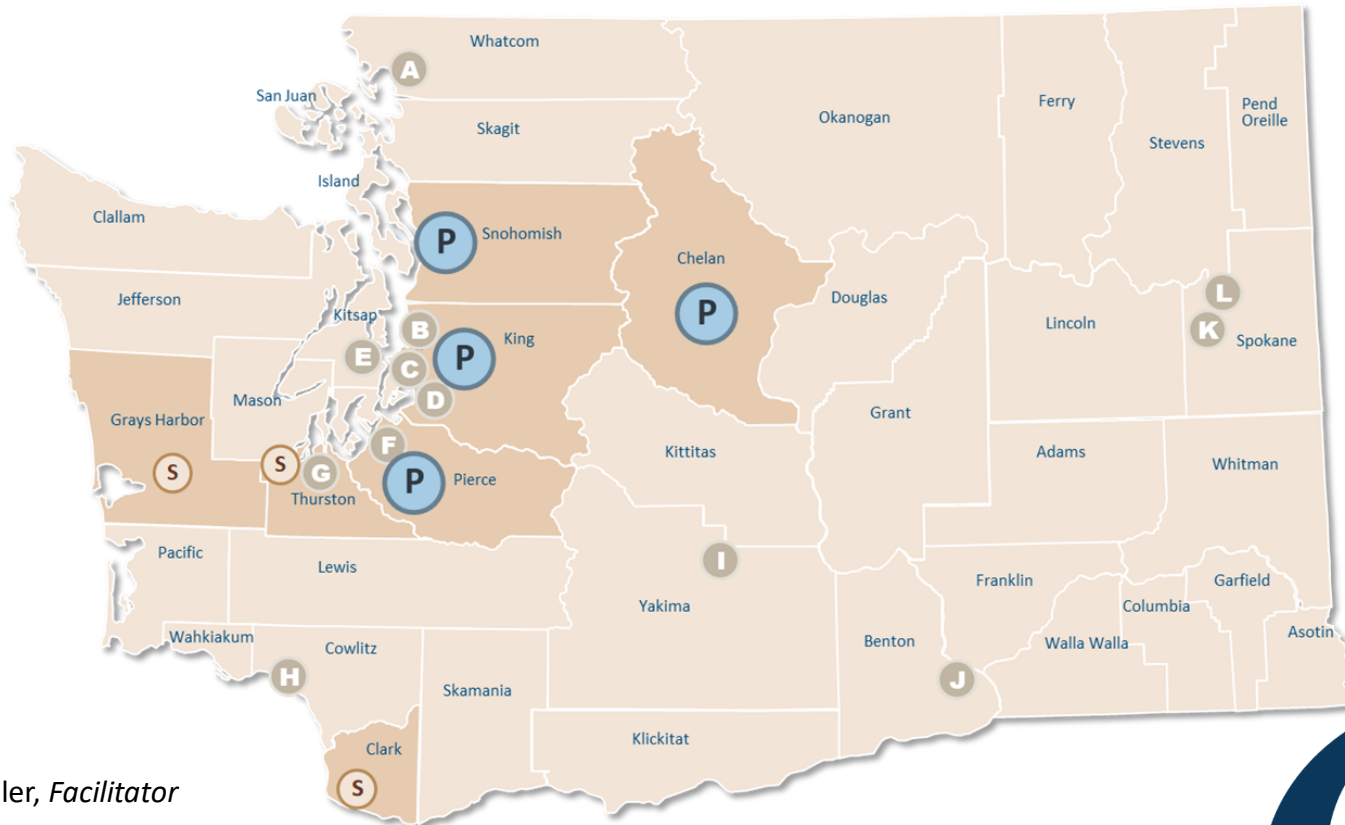 Whatcom
A
San Juan
Skagit
Okanogan
Ferry
Stevens
Pend
Oreille
Island
Clallam
P
Snohomish
Chelan
P
Jefferson
Kitsap
B
King
P
E
C
D
Douglas
Lincoln
L
K
Spokane
Mason
Grays Harbor
S
S
G
Thurston
F
P
Pierce
Kittitas
Grant
Adams
Whitman
Pacific
Lewis
I
Yakima
Franklin
Garfield
Columbia
Asotin
Wahkiakum
Cowlitz
H
Skamania
Benton
J
Walla Walla
Klickitat
Clark
S
ler, Facilitator